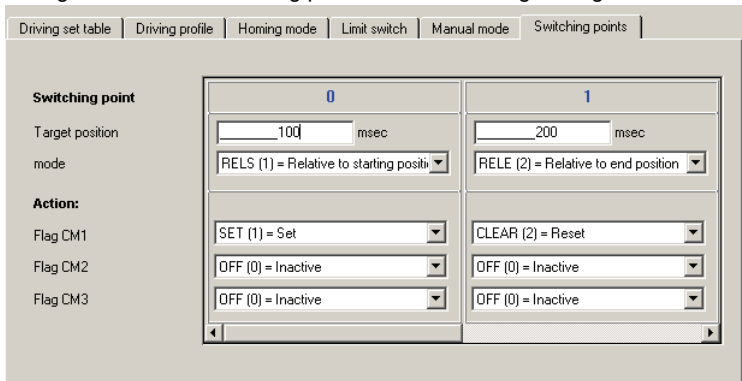 Driving set table Driving profile Homing mode Limit switch Manual mode Switching points
Switching point 0 1
Target position _______100 msec _______200 msec
mode RELS (1) = Relative to starting positi RELE (2) = Relative to end position
Action:
Flag CM1 SET (1) = Set CLEAR (2) = Reset
Flag CM2 OFF (0) = Inactive OFF (0) = Inactive
Flag CM3 OFF (0) = Inactive OFF (0) = Inactive